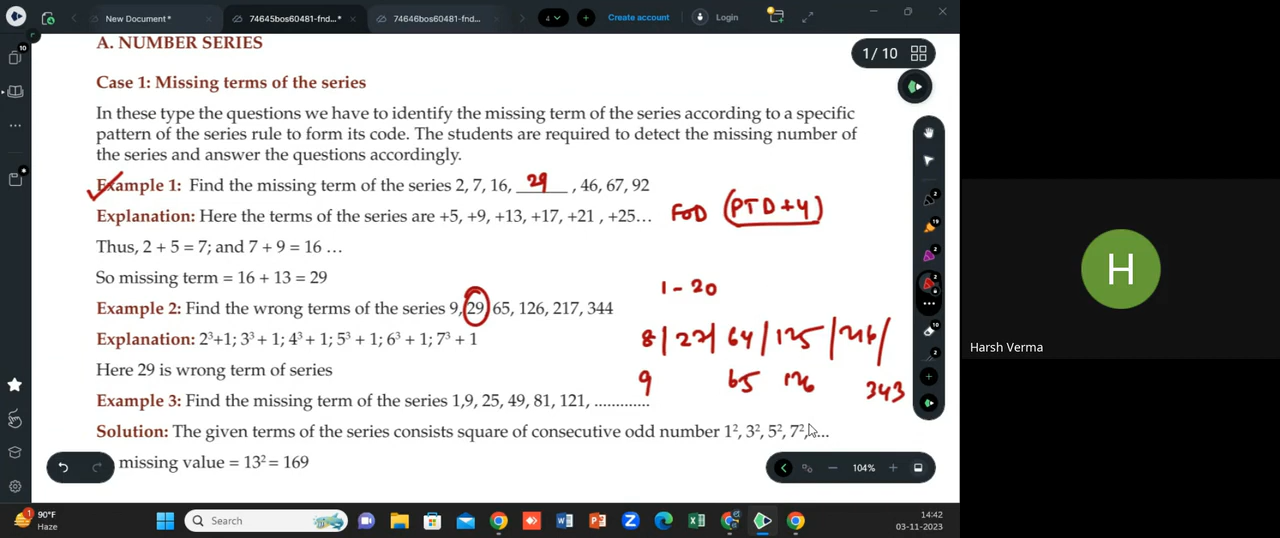 New Document*
74645bos60481-fnd...*
74646bos60481-fnd...
4
Create account
Login
A. NUMBER SERIES
1 / 10
10
Case 1: Missing terms of the series
In these type the questions we have to identify the missing term of the series according to a specific
pattern of the series rule to form its code. The students are required to detect the missing number of
the series and answer the questions accordingly.
Example 1: Find the missing term of the series 2, 7, 16, 29, 46, 67, 92
Explanation: Here the terms of the series are +5, +9, +13, +17, +21 , +25...
FOD (PTD+4)
Thus, 2 + 5 = 7; and 7 + 9 = 16 …
So missing term = 16 + 13 = 29
1 - 20
Example 2: Find the wrong terms of the series 9, 29, 65, 126, 217, 344
Explanation: 2³+1; 3³ + 1; 4³ + 1; 5³ + 1; 6³ + 1; 7³ + 1
8 | 27 | 64 | 125 | 216 |
Here 29 is wrong term of series
9 65 126 343
Example 3: Find the missing term of the series 1,9, 25, 49, 81, 121, .............
Solution: The given terms of the series consists square of consecutive odd number 1², 3², 5², 7²,....
missing value = 13² = 169
104%
H
Harsh Verma
90°F
Haze
Search
14:42
03-11-2023